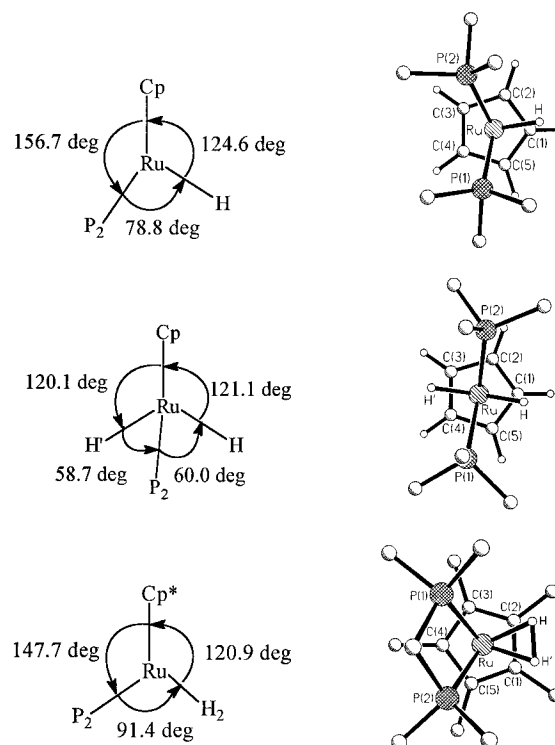 Cp
156.7 deg
124.6 deg
Ru
H
P2
78.8 deg
P(2)
C(3)
C(2)
H
Ru
C(1)
C(4)
C(5)
P(1)
Cp
120.1 deg
121.1 deg
Ru
H'
H
58.7 deg
60.0 deg
P2
P(2)
C(3)
C(2)
C(1)
H'
Ru
H
C(4)
C(5)
P(1)
Cp*
147.7 deg
120.9 deg
Ru
P2
H2
91.4 deg
P(1)
C(3)
C(2)
H
C(4)
Ru
H'
C(1)
P(2)
C(5)